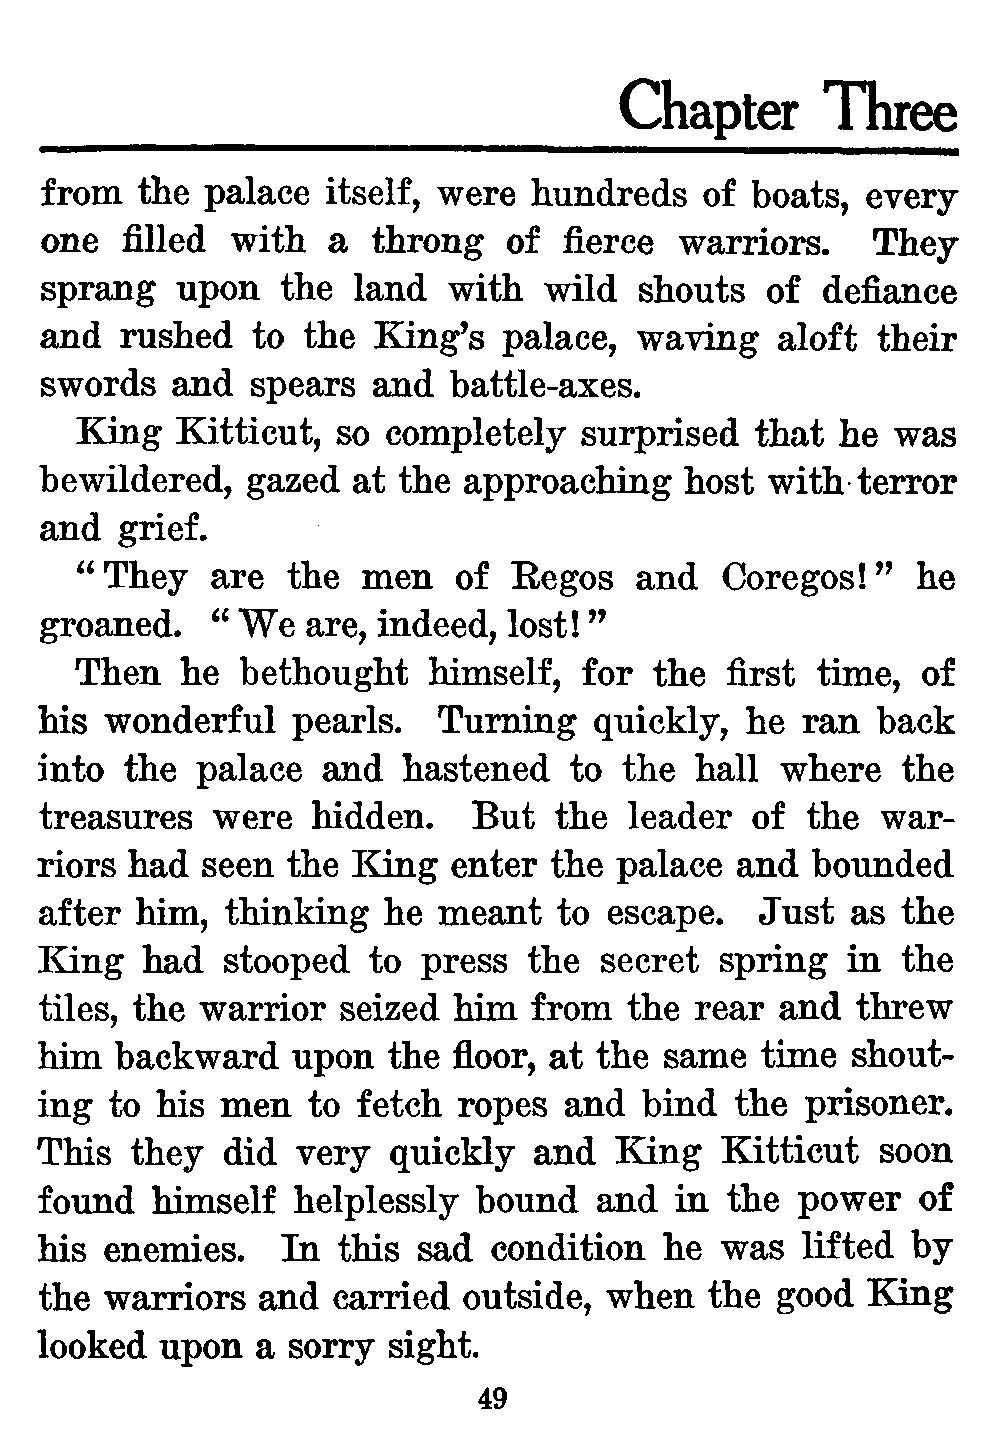 Chapter Three
from the palace itself, were hundreds of boats, every
one filled with a throng of fierce warriors. They
sprang upon the land with wild shouts of defiance
and rushed to the King's palace, waving aloft their
swords and spears and battle-axes.
King Kitticut, so completely surprised that he was
bewildered, gazed at the approaching host with terror
and grief.
"They are the men of Regos and Coregos!" he
groaned. "We are, indeed, lost!"
Then he bethought himself, for the first time, of
his wonderful pearls. Turning quickly, he ran back
into the palace and hastened to the hall where the
treasures were hidden. But the leader of the war-
riors had seen the King enter the palace and bounded
after him, thinking he meant to escape. Just as the
King had stooped to press the secret spring in the
tiles, the warrior seized him from the rear and threw
him backward upon the floor, at the same time shout-
ing to his men to fetch ropes and bind the prisoner.
This they did very quickly and King Kitticut soon
found himself helplessly bound and in the power of
his enemies. In this sad condition he was lifted by
the warriors and carried outside, when the good King
looked upon a sorry sight.
49